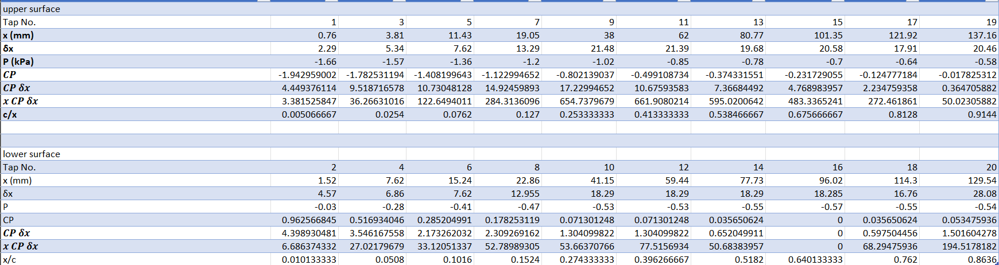 upper surface
Tap No. 1 3 5 7 9 11 13 15 17 19
x (mm) 0.76 3.81 11.43 19.05 38 62 80.77 101.35 121.92 137.16
δx 2.29 5.34 7.62 13.29 21.48 21.39 19.68 20.58 17.91 20.46
P (kPa) -1.66 -1.57 -1.36 -1.2 -1.02 -0.85 -0.78 -0.7 -0.64 -0.58
CP -1.942959002 -1.782531194 -1.408199643 -1.122994652 -0.802139037 -0.499108734 -0.374331551 -0.231729055 -0.124777184 -0.017825312
CP δx 4.449376114 9.518716578 10.73048128 14.92459893 17.22994652 10.67593583 7.36684492 4.768983957 2.234759358 0.364705882
x CP δx 3.381525847 36.26631016 122.6494011 284.3136096 654.7379679 661.9080214 595.0200642 483.3365241 272.461861 50.02305882
c/x 0.005066667 0.0254 0.0762 0.127 0.253333333 0.413333333 0.538466667 0.675666667 0.8128 0.9144
lower surface
Tap No. 2 4 6 8 10 12 14 16 18 20
x (mm) 1.52 7.62 15.24 22.86 41.15 59.44 77.73 96.02 114.3 129.54
δx 4.57 6.86 7.62 12.955 18.29 18.29 18.29 18.285 16.76 28.08
P -0.03 -0.28 -0.41 -0.47 -0.53 -0.53 -0.55 -0.57 -0.55 -0.54
CP 0.962566845 0.516934046 0.285204991 0.178253119 0.071301248 0.071301248 0.035650624 0 0.035650624 0.053475936
CP δx 4.398930481 3.546167558 2.173262032 2.309269162 1.304099822 1.304099822 0.652049911 0 0.597504456 1.501604278
x CP δx 6.686374332 27.02179679 33.12051337 52.78989305 53.66370766 77.5156934 50.68383957 0 68.29475936 194.5178182
x/c 0.010133333 0.0508 0.1016 0.1524 0.274333333 0.396266667 0.5182 0.640133333 0.762 0.8636